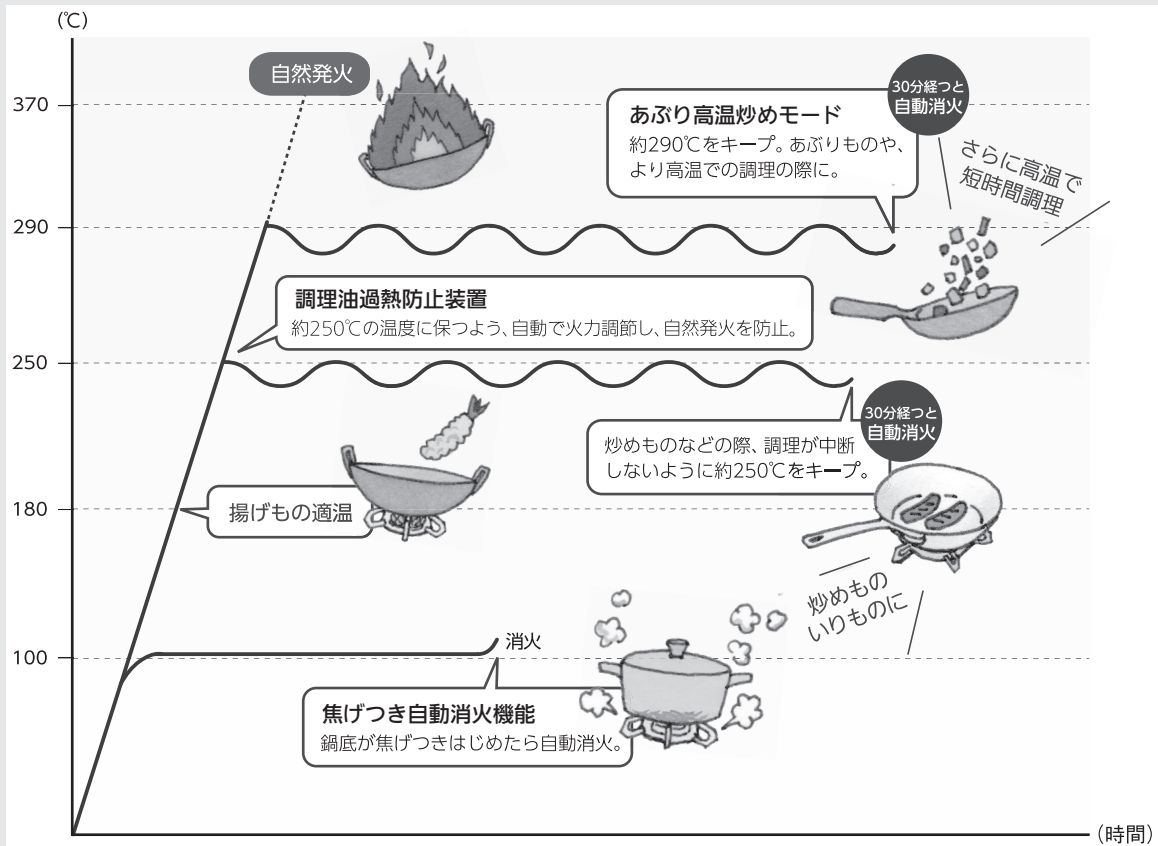 (℃)
自然発火
370
30分経つと
自動消火
あぶり高温炒めモード
約290℃をキープ。あぶりものや、
より高温での調理の際に。
さらに高温で
短時間調理
290
調理油過熱防止装置
約250℃の温度に保つよう、自動で火力調節し、自然発火を防止。
250
30分経つと
自動消火
炒めものなどの際、調理が中断
しないように約250℃をキープ。
180
揚げもの適温
炒めもの
いりものに
消火
100
焦げつき自動消火機能
鍋底が焦げつきはじめたら自動消火。
(時間)